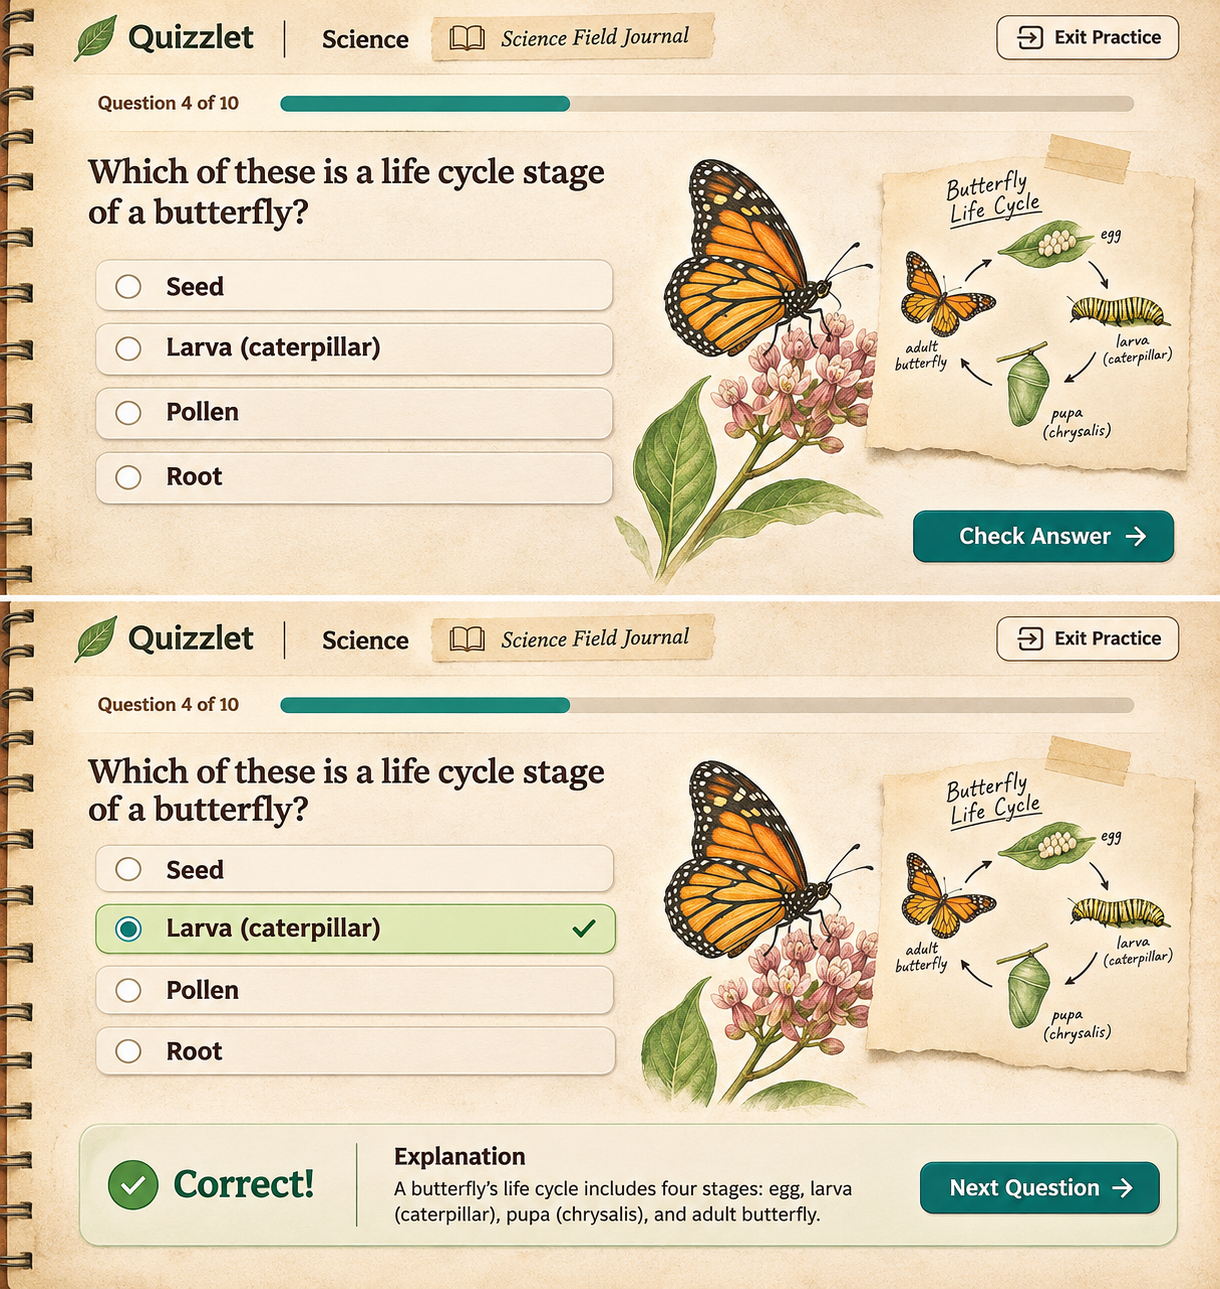 Quizzlet
Science
Science Field Journal
Exit Practice
Question 4 of 10
Which of these is a life cycle stage
of a butterfly?
Seed
Larva (caterpillar)
Pollen
Root
Butterfly
Life Cycle
egg
larva
(caterpillar)
pupa
(chrysalis)
adult
butterfly
Check Answer
Quizzlet
Science
Science Field Journal
Exit Practice
Question 4 of 10
Which of these is a life cycle stage
of a butterfly?
Seed
Larva (caterpillar)
Pollen
Root
Butterfly
Life Cycle
egg
larva
(caterpillar)
pupa
(chrysalis)
adult
butterfly
Correct!
Explanation
A butterfly's life cycle includes four stages: egg, larva
(caterpillar), pupa (chrysalis), and adult butterfly.
Next Question